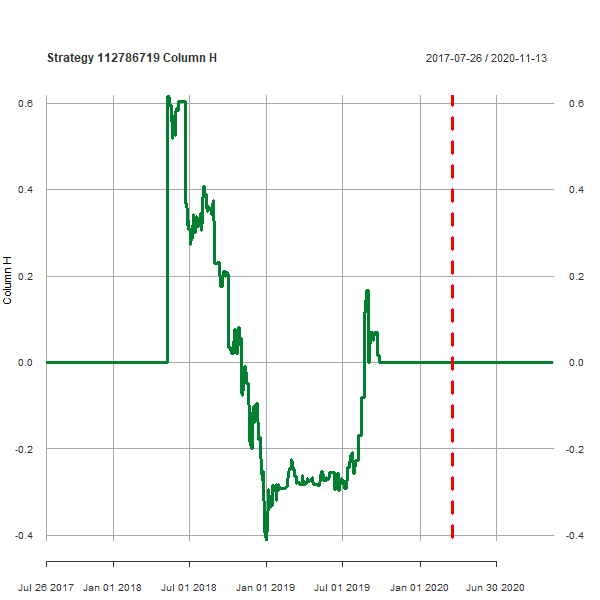 Strategy 112786719 Column H
2017-07-26 / 2020-11-13
0.6
0.6
0.4
0.4
0.2
0.2
Column H
0.0
0.0
-0.2
-0.2
-0.4
-0.4
Jul 26 2017
Jan 01 2018
Jul 01 2018
Jan 01 2019
Jul 01 2019
Jan 01 2020
Jun 30 2020